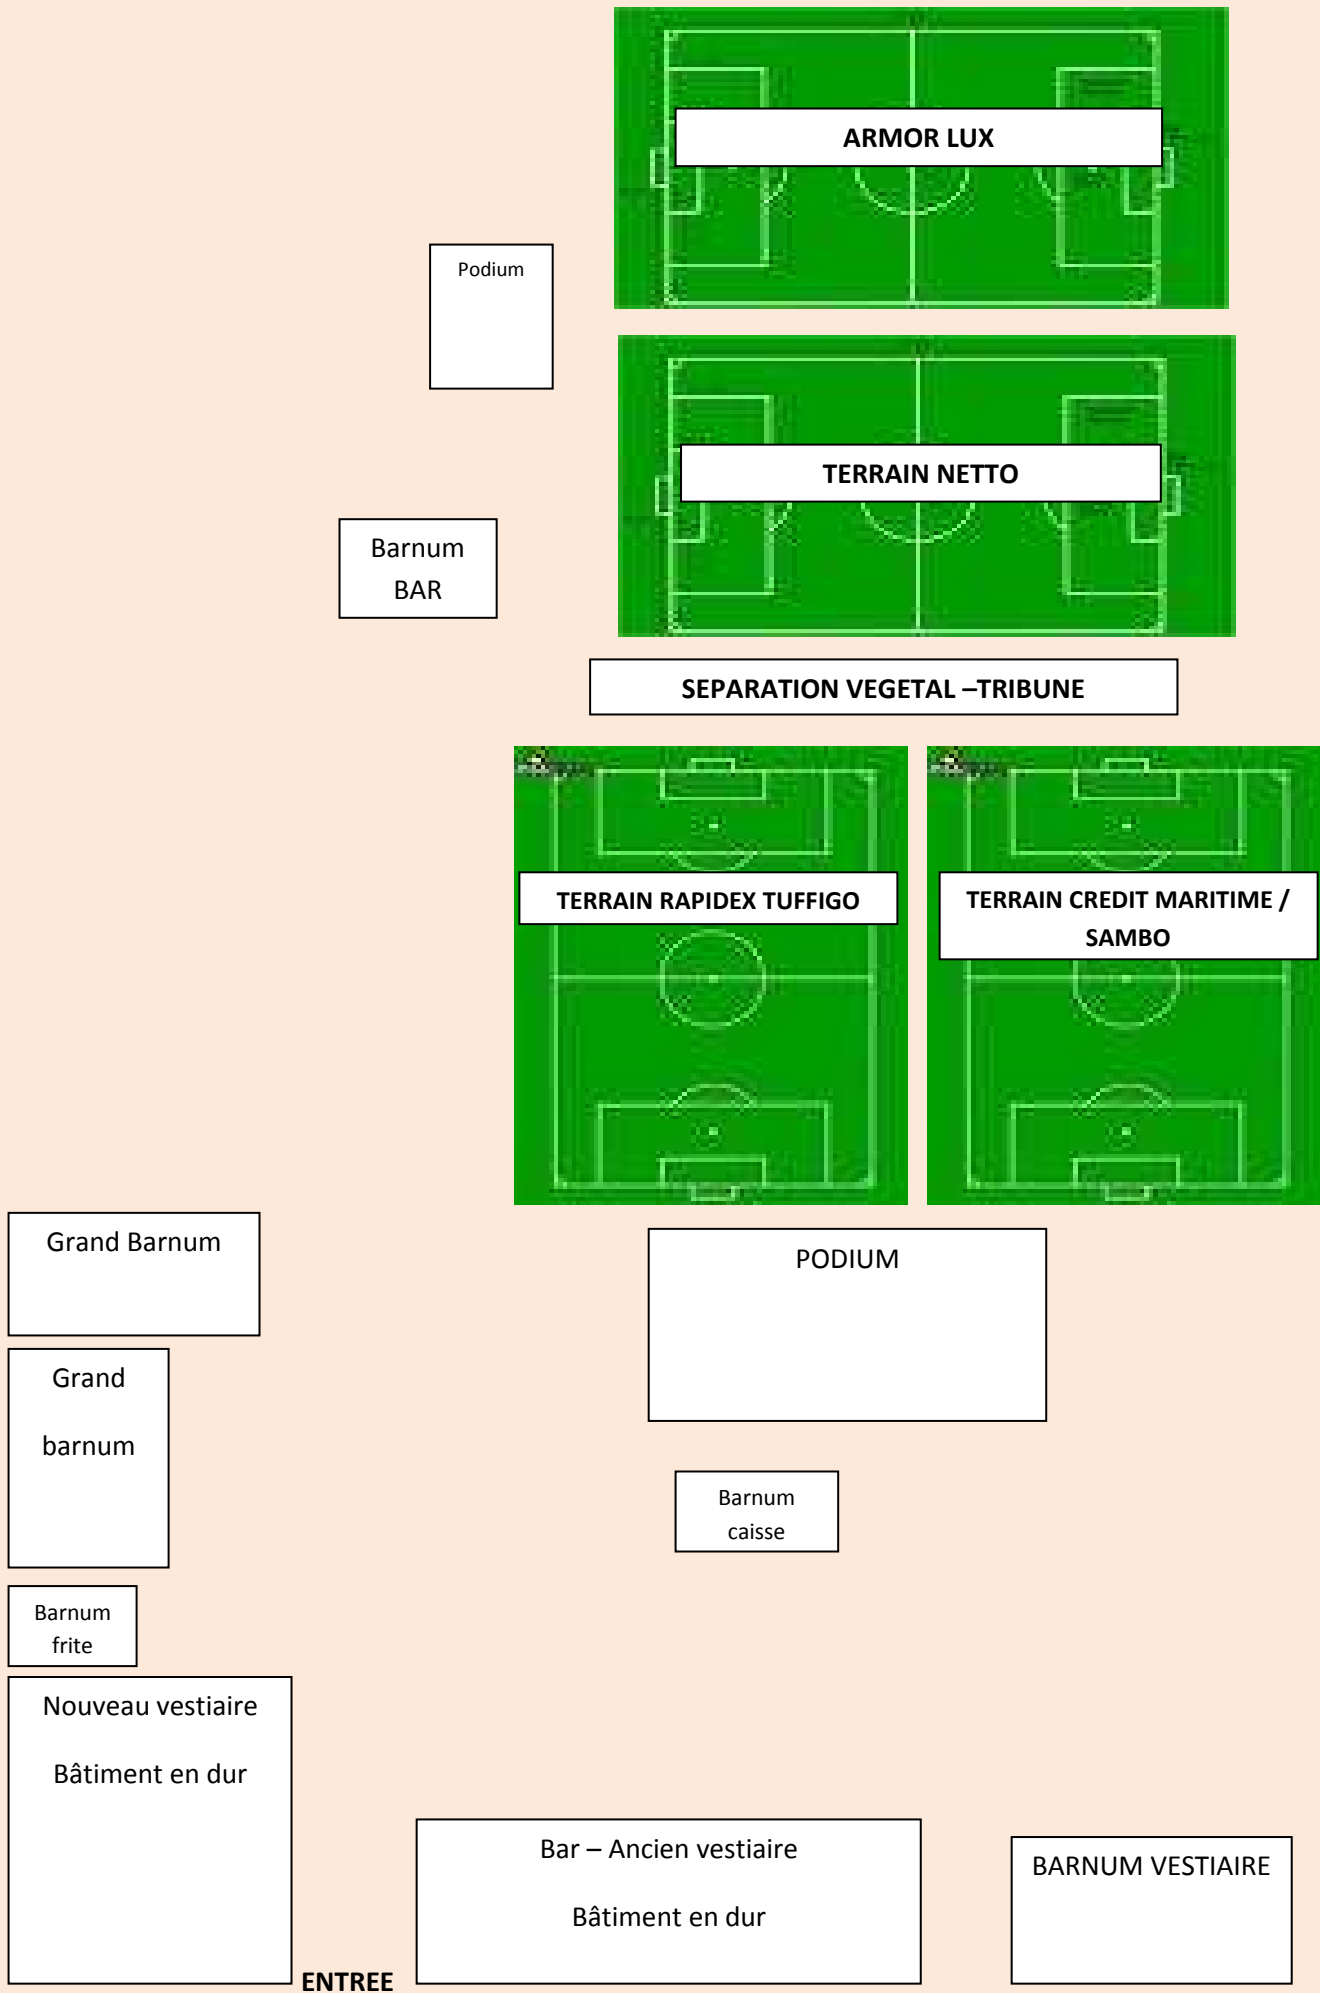 ARMOR LUX
Podium
TERRAIN NETTO
Barnum
BAR
SEPARATION VEGETAL –TRIBUNE
TERRAIN RAPIDEX TUFFIGO
TERRAIN CREDIT MARITIME /
SAMBO
Grand Barnum
PODIUM
Grand
barnum
Barnum
caisse
Barnum
frite
Nouveau vestiaire
Bâtiment en dur
Bar – Ancien vestiaire
Bâtiment en dur
BARNUM VESTIAIRE
ENTREE